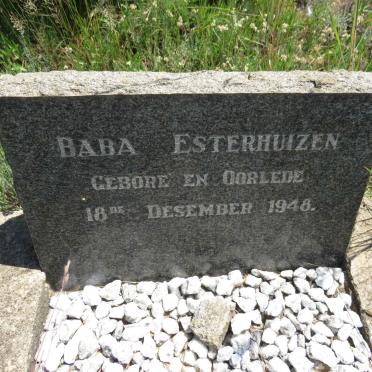 BABA ESTERHUIZEN
GEBORE EN OORLEDE
18DE DESEMBER 1948.